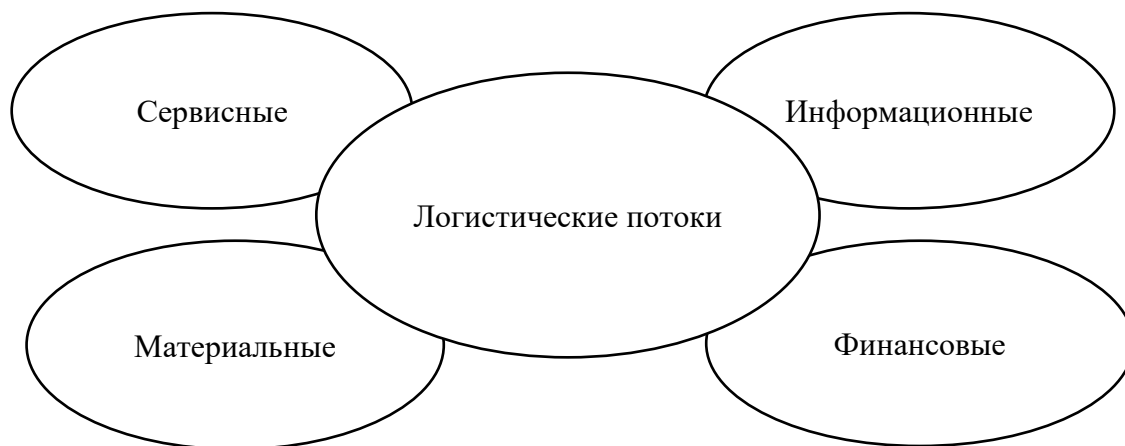 Сервисные
Информационные
Логистические потоки
Материальные
Финансовые